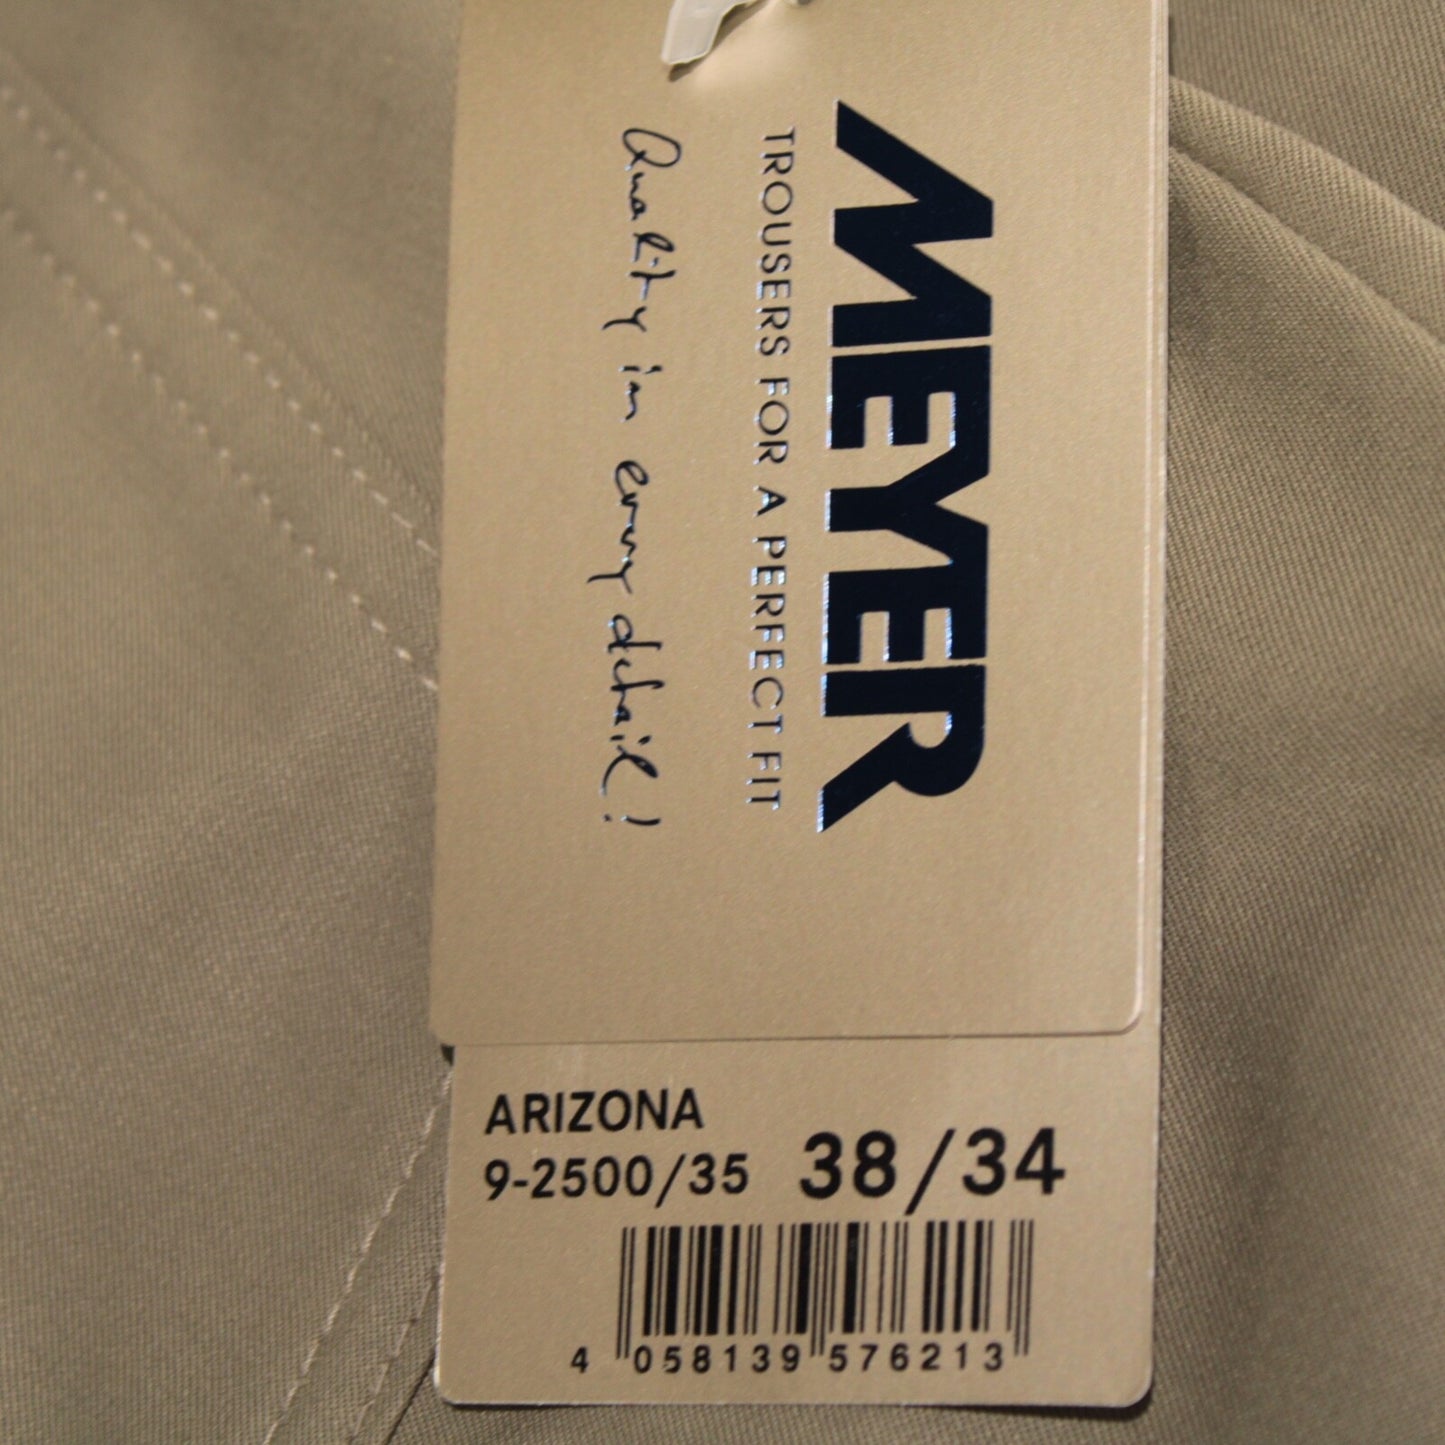 MEYER
TROUSERS FOR A PERFECT FIT
Quality in every detail!
ARIZONA
9-2500/35 38/34
4 058139 576213